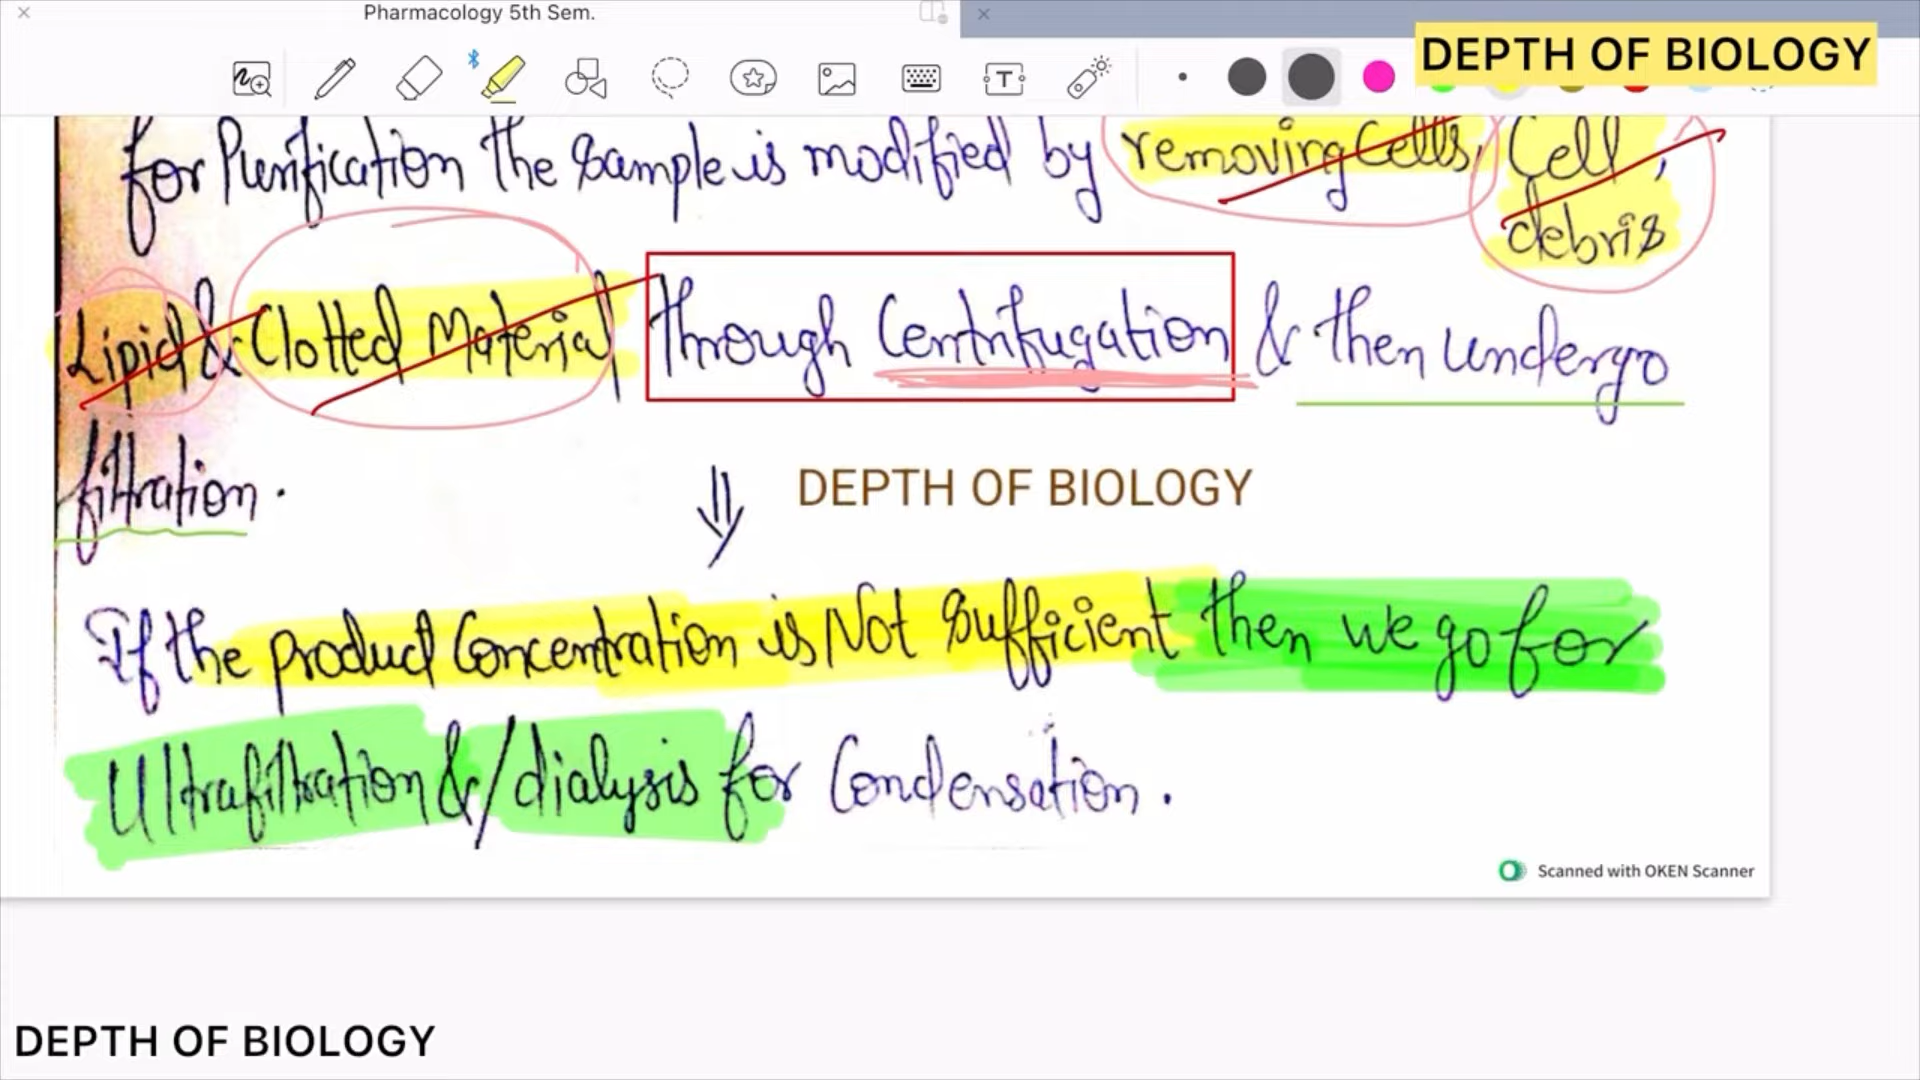 Pharmacology 5th Sem.
DEPTH OF BIOLOGY
for Purification the Sample is modified by removing Cells, Cell,
debris
Lipid & Clotted Material through Centrifugation & then undergo
filtration.
DEPTH OF BIOLOGY
If the product Concentration is Not Sufficient then we go for
Ultrafiltration &/dialysis for Condensation.
Scanned with OKEN Scanner
DEPTH OF BIOLOGY